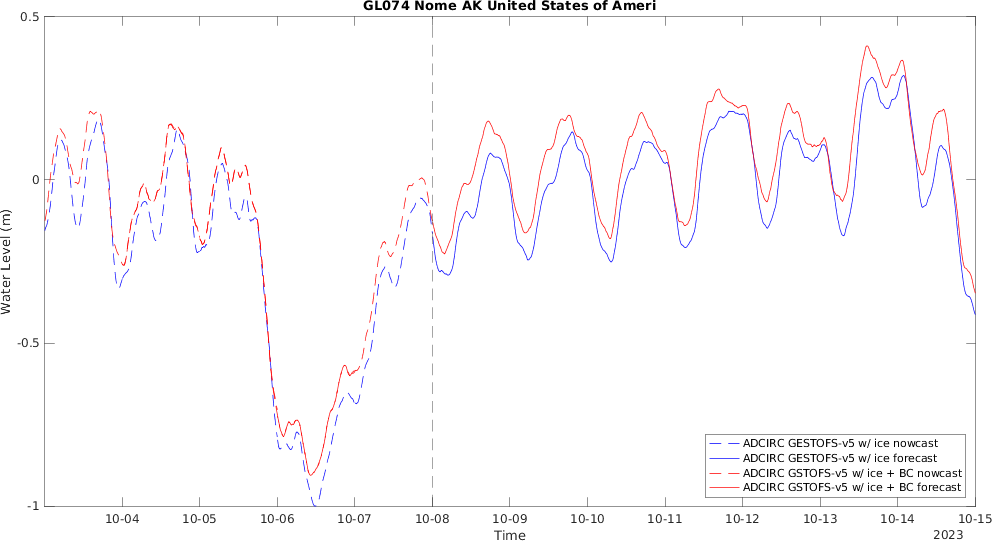 GL074 Nome AK United States of Ameri
0.5
0
-0.5
-1
Water Level (m)
10-04 10-05 10-06 10-07 10-08 10-09 10-10 10-11 10-12 10-13 10-14 10-15
Time
2023
ADCIRC GESTOFS-v5 w/ ice nowcast
ADCIRC GESTOFS-v5 w/ ice forecast
ADCIRC GSTOFS-v5 w/ ice + BC nowcast
ADCIRC GSTOFS-v5 w/ ice + BC forecast